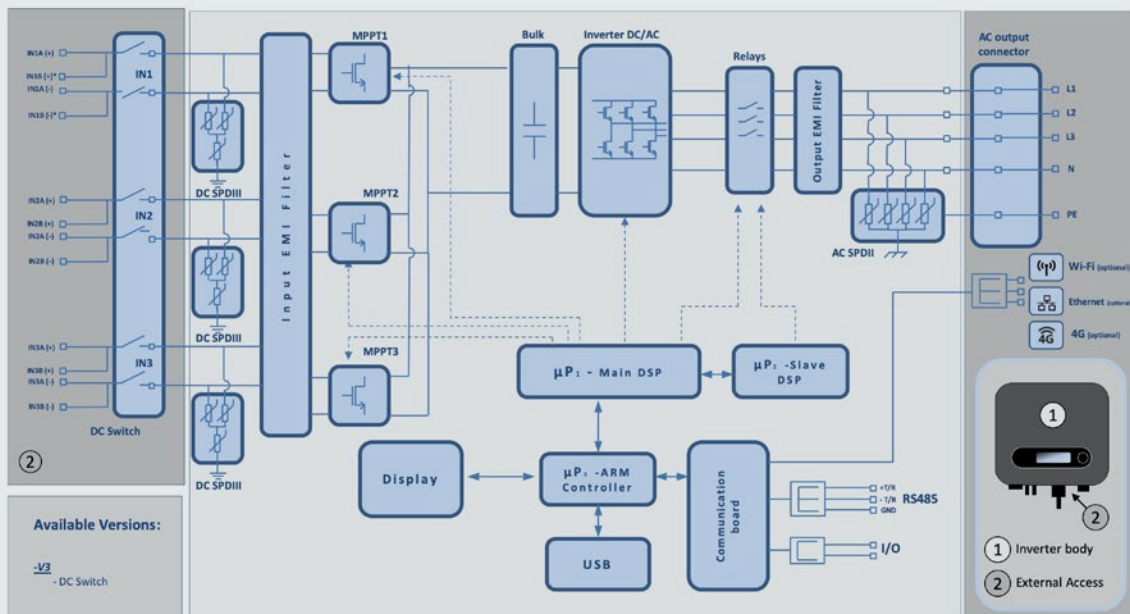 IN1A (+)
IN1B (+)*
IN1A (-)
IN1B (-)*
IN2A (+)
IN2B (+)
IN2A (-)
IN2B (-)
IN3A (+)
IN3B (+)
IN3A (-)
IN3B (-)
IN1
IN2
IN3
DC Switch
2
DC SPDIII
DC SPDIII
DC SPDIII
Input EMI Filter
MPPT1
MPPT2
MPPT3
Bulk
Inverter DC/AC
Relays
Output EMI Filter
AC SPDII
AC output
connector
L1
L2
L3
N
PE
Wi-Fi (optional)
Ethernet (optional)
4G
4G (optional)
μP1 - Main DSP
μP2 -Slave
DSP
Display
μP3 -ARM
Controller
USB
Communication
board
+T/R
- T/R
GND
RS485
I/O
1
2
1 Inverter body
2 External Access
Available Versions:
-V3
- DC Switch